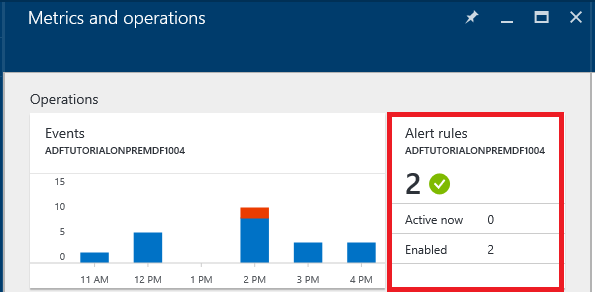 Metrics and operations
Operations
Events
ADFTUTORIALONPREMDF1004
15
10
5
0
11 AM 12 PM 1 PM 2 PM 3 PM 4 PM
Alert rules
ADFTUTORIALONPREMDF1004
2
Active now 0
Enabled 2